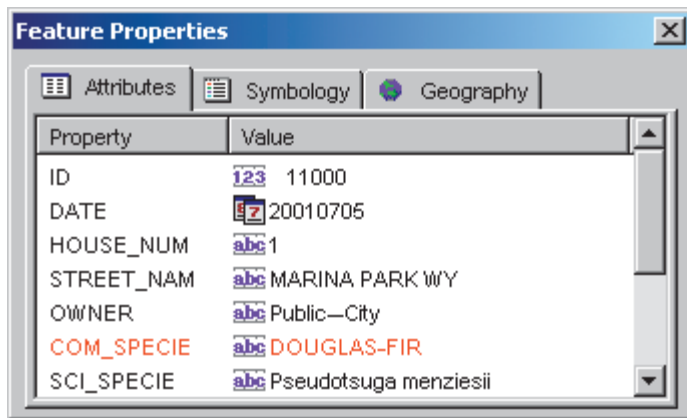 Feature Properties
Attributes Symbology Geography
Property Value
ID 123 11000
DATE 7 20010705
HOUSE_NUM abc 1
STREET_NAM abc MARINA PARK WY
OWNER abc Public—City
COM_SPECIE abc DOUGLAS-FIR
SCI_SPECIE abc Pseudotsuga menziesii